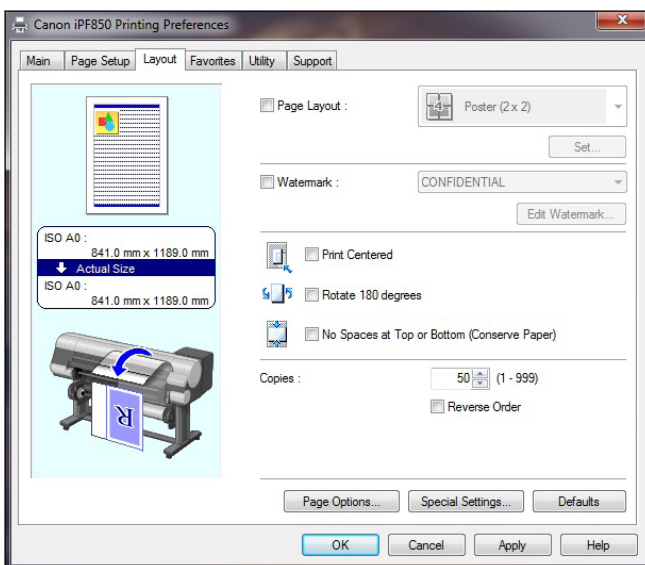 Canon iPF850 Printing Preferences
Main Page Setup Layout Favorites Utility Support
Page Layout : 4 Poster (2 x 2)
Set...
Watermark : CONFIDENTIAL
Edit Watermark...
ISO A0 :
841.0 mm x 1189.0 mm
Actual Size
ISO A0 :
841.0 mm x 1189.0 mm
R
Print Centered
Rotate 180 degrees
No Spaces at Top or Bottom (Conserve Paper)
Copies : 50 (1 - 999)
Reverse Order
Page Options... Special Settings... Defaults
OK Cancel Apply Help